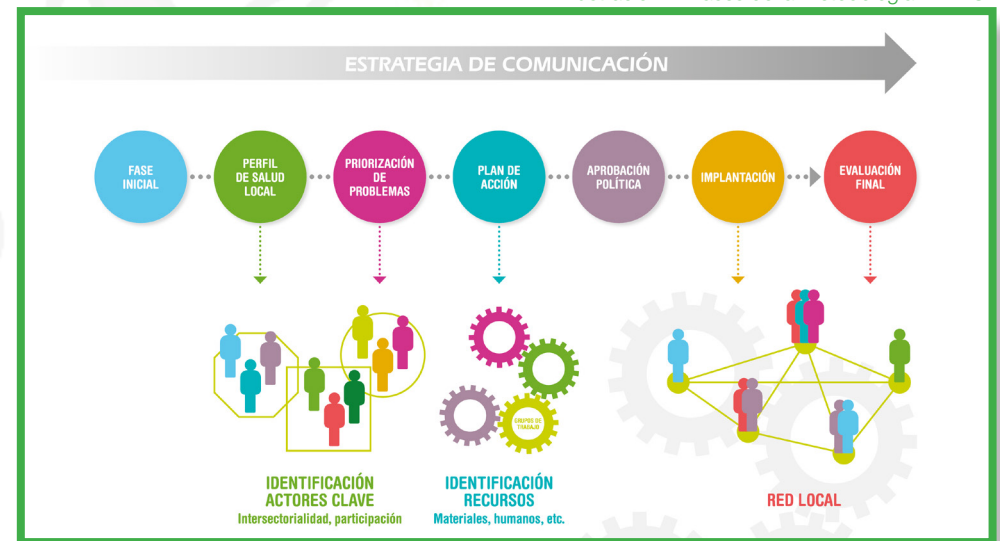 ESTRATEGIA DE COMUNICACIÓN
FASE
INICIAL
PERFIL
DE SALUD
LOCAL
PRIORIZACIÓN
DE
PROBLEMAS
PLAN DE
ACCIÓN
APROBACIÓN
POLÍTICA
IMPLANTACIÓN
EVALUACIÓN
FINAL
GRUPOS DE
TRABAJO
IDENTIFICACIÓN
ACTORES CLAVE
Intersectorialidad, participación
IDENTIFICACIÓN
RECURSOS
Materiales, humanos, etc.
RED LOCAL